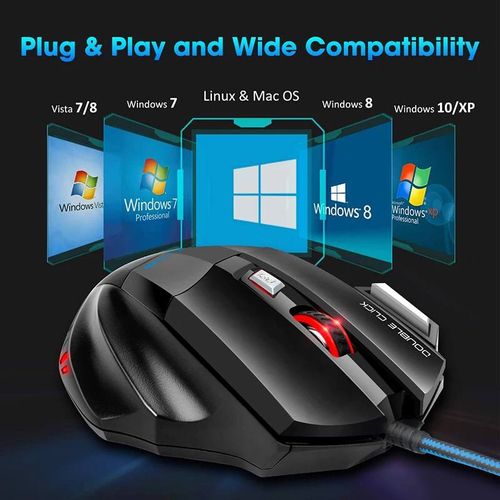 Plug & Play and Wide Compatibility
Vista 7/8
Windows 7
Linux & Mac OS
Windows 8
Windows 10/XP
Windows Vista
Windows 7
Professional
Windows 8
Windows xp
Professional
DOUBLE CLICK